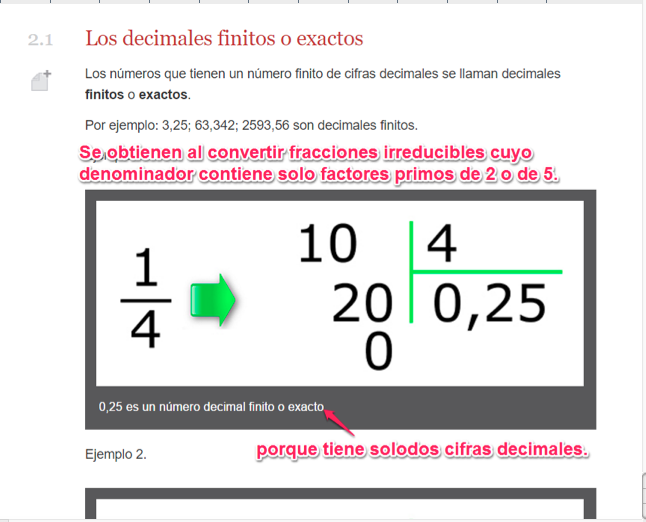 2.1 Los decimales finitos o exactos
Los números que tienen un número finito de cifras decimales se llaman decimales
finitos o exactos.
Por ejemplo: 3,25; 63,342; 2593,56 son decimales finitos.
Se obtienen al convertir fracciones irreducibles cuyo
denominador contiene solo factores primos de 2 o de 5.
1
4
10 4
20 0,25
0
0,25 es un número decimal finito o exacto
porque tiene solodos cifras decimales.
Ejemplo 2.